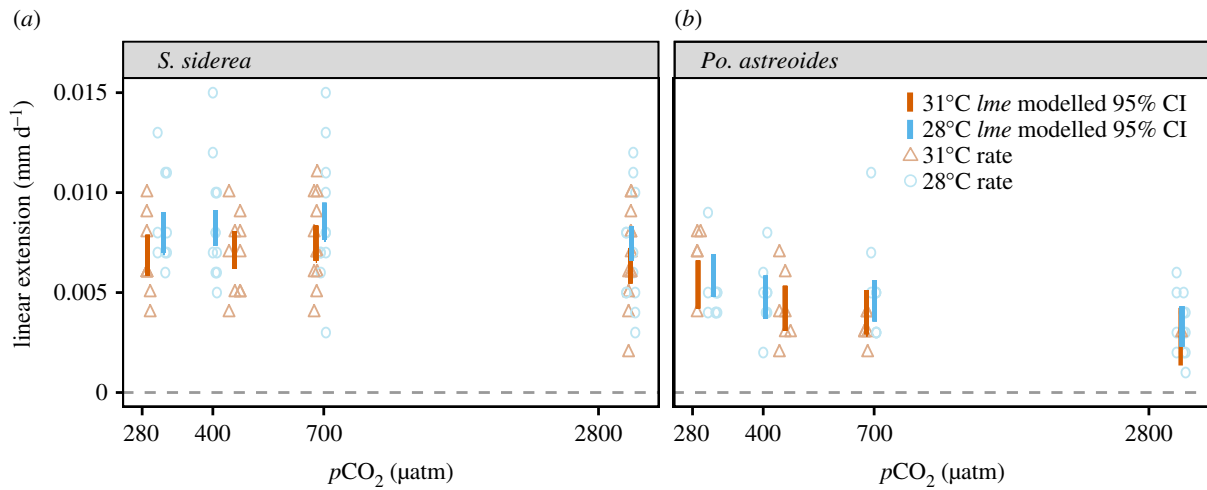 (a)
(b)
S. siderea
Po. astreoides
0.015
0.010
0.005
0
linear extension (mm d⁻¹)
31°C lme modelled 95% CI
28°C lme modelled 95% CI
31°C rate
28°C rate
280 400 700 2800
280 400 700 2800
pCO₂ (µatm)
pCO₂ (µatm)